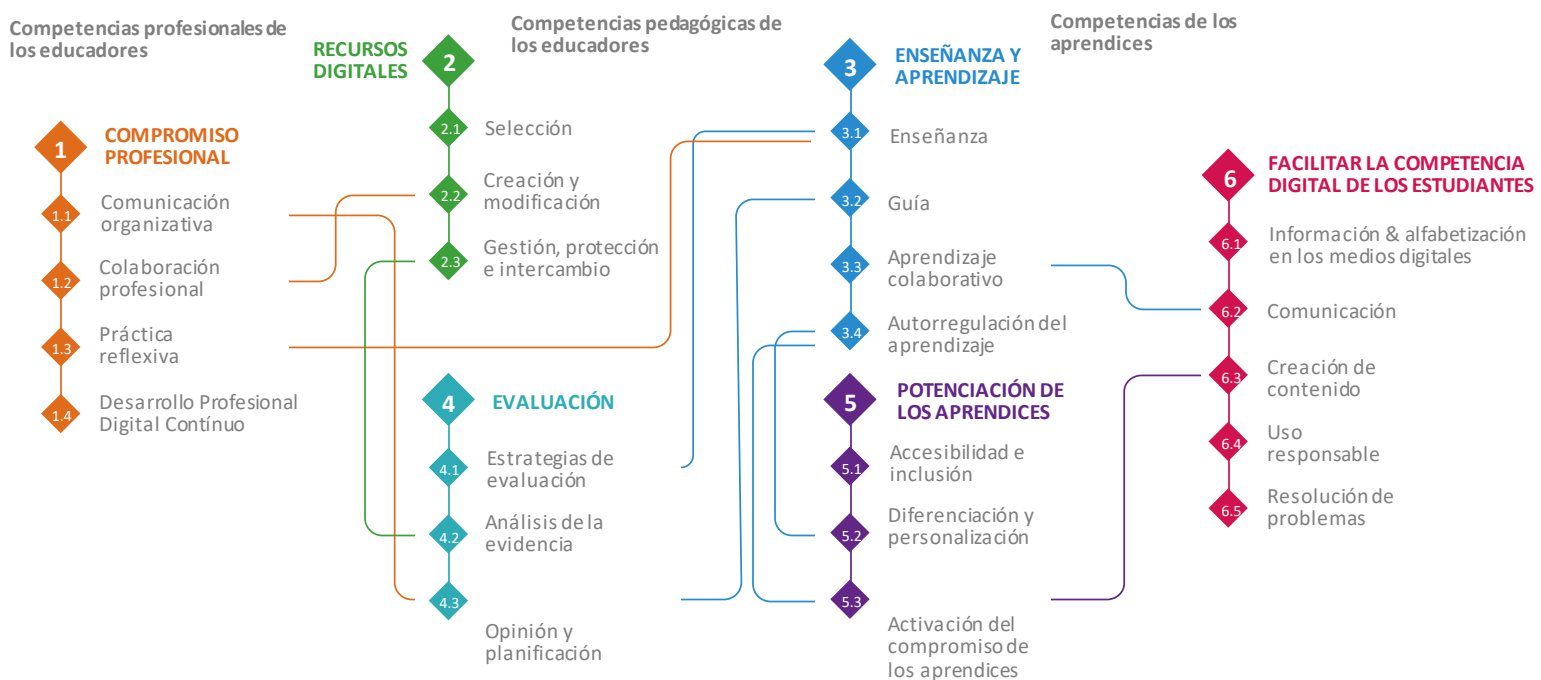 Competencias profesionales de
los educadores
Competencias pedagógicas de
los educadores
Competencias de los
aprendices
1
COMPROMISO
PROFESIONAL
1.1
Comunicación
organizativa
1.2
Colaboración
profesional
1.3
Práctica
reflexiva
1.4
Desarrollo Profesional
Digital Contínuo
RECURSOS
DIGITALES
2
2.1
Selección
2.2
Creación y
modificación
2.3
Gestión, protección
e intercambio
3
ENSEÑANZA Y
APRENDIZAJE
3.1
Enseñanza
3.2
Guía
3.3
Aprendizaje
colaborativo
3.4
Autorregulación del
aprendizaje
4
EVALUACIÓN
4.1
Estrategias de
evaluación
4.2
Análisis de la
evidencia
4.3
Opinión y
planificación
5
POTENCIACIÓN DE
LOS APRENDICES
5.1
Accesibilidad e
inclusión
5.2
Diferenciación y
personalización
5.3
Activación del
compromiso de
los aprendices
6
FACILITAR LA COMPETENCIA
DIGITAL DE LOS ESTUDIANTES
6.1
Información & alfabetización
en los medios digitales
6.2
Comunicación
6.3
Creación de
contenido
6.4
Uso
responsable
6.5
Resolución de
problemas